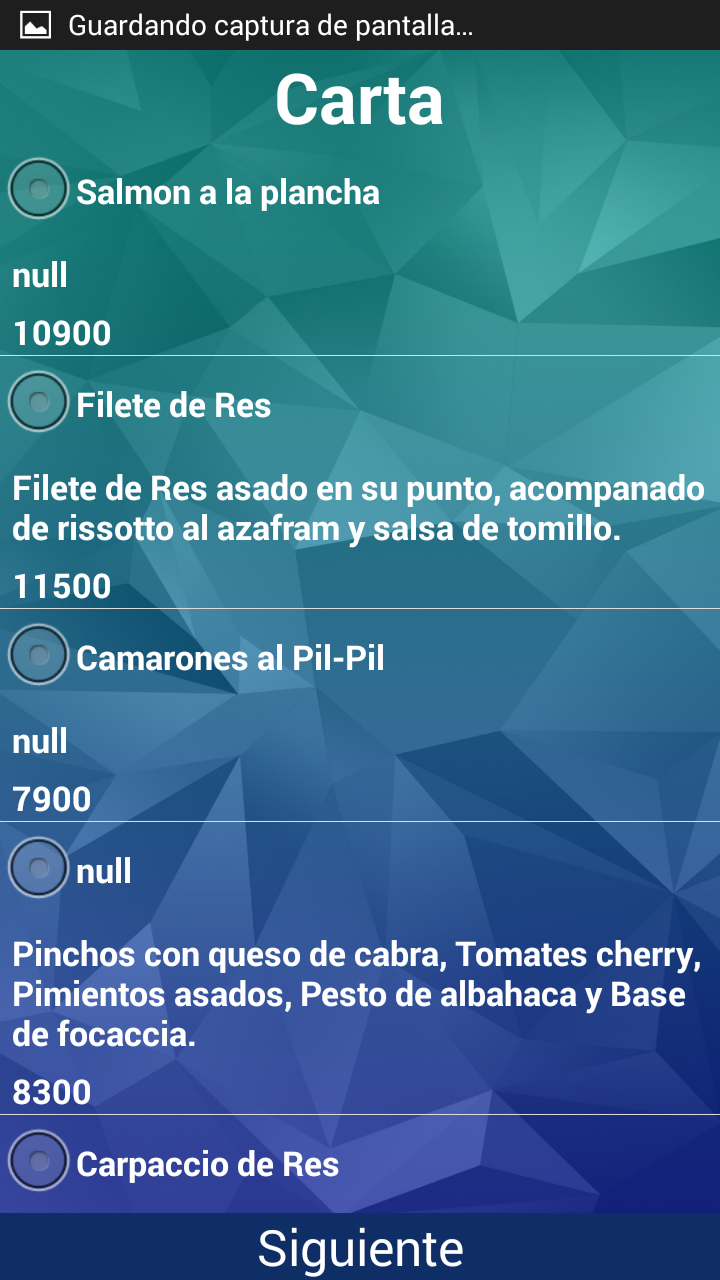 Guardando captura de pantalla...
Carta
Salmon a la plancha
null
10900
Filete de Res
Filete de Res asado en su punto, acompanado
de rissotto al azafram y salsa de tomillo.
11500
Camarones al Pil-Pil
null
7900
null
Pinchos con queso de cabra, Tomates cherry,
Pimientos asados, Pesto de albahaca y Base
de focaccia.
8300
Carpaccio de Res
Siguiente